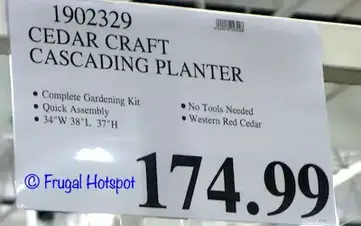 1902329
CEDAR CRAFT
CASCADING PLANTER
• Complete Gardening Kit
• Quick Assembly
• 34"W 38"L 37"H
• No Tools Needed
• Western Red Cedar
174.99
© Frugal Hotspot